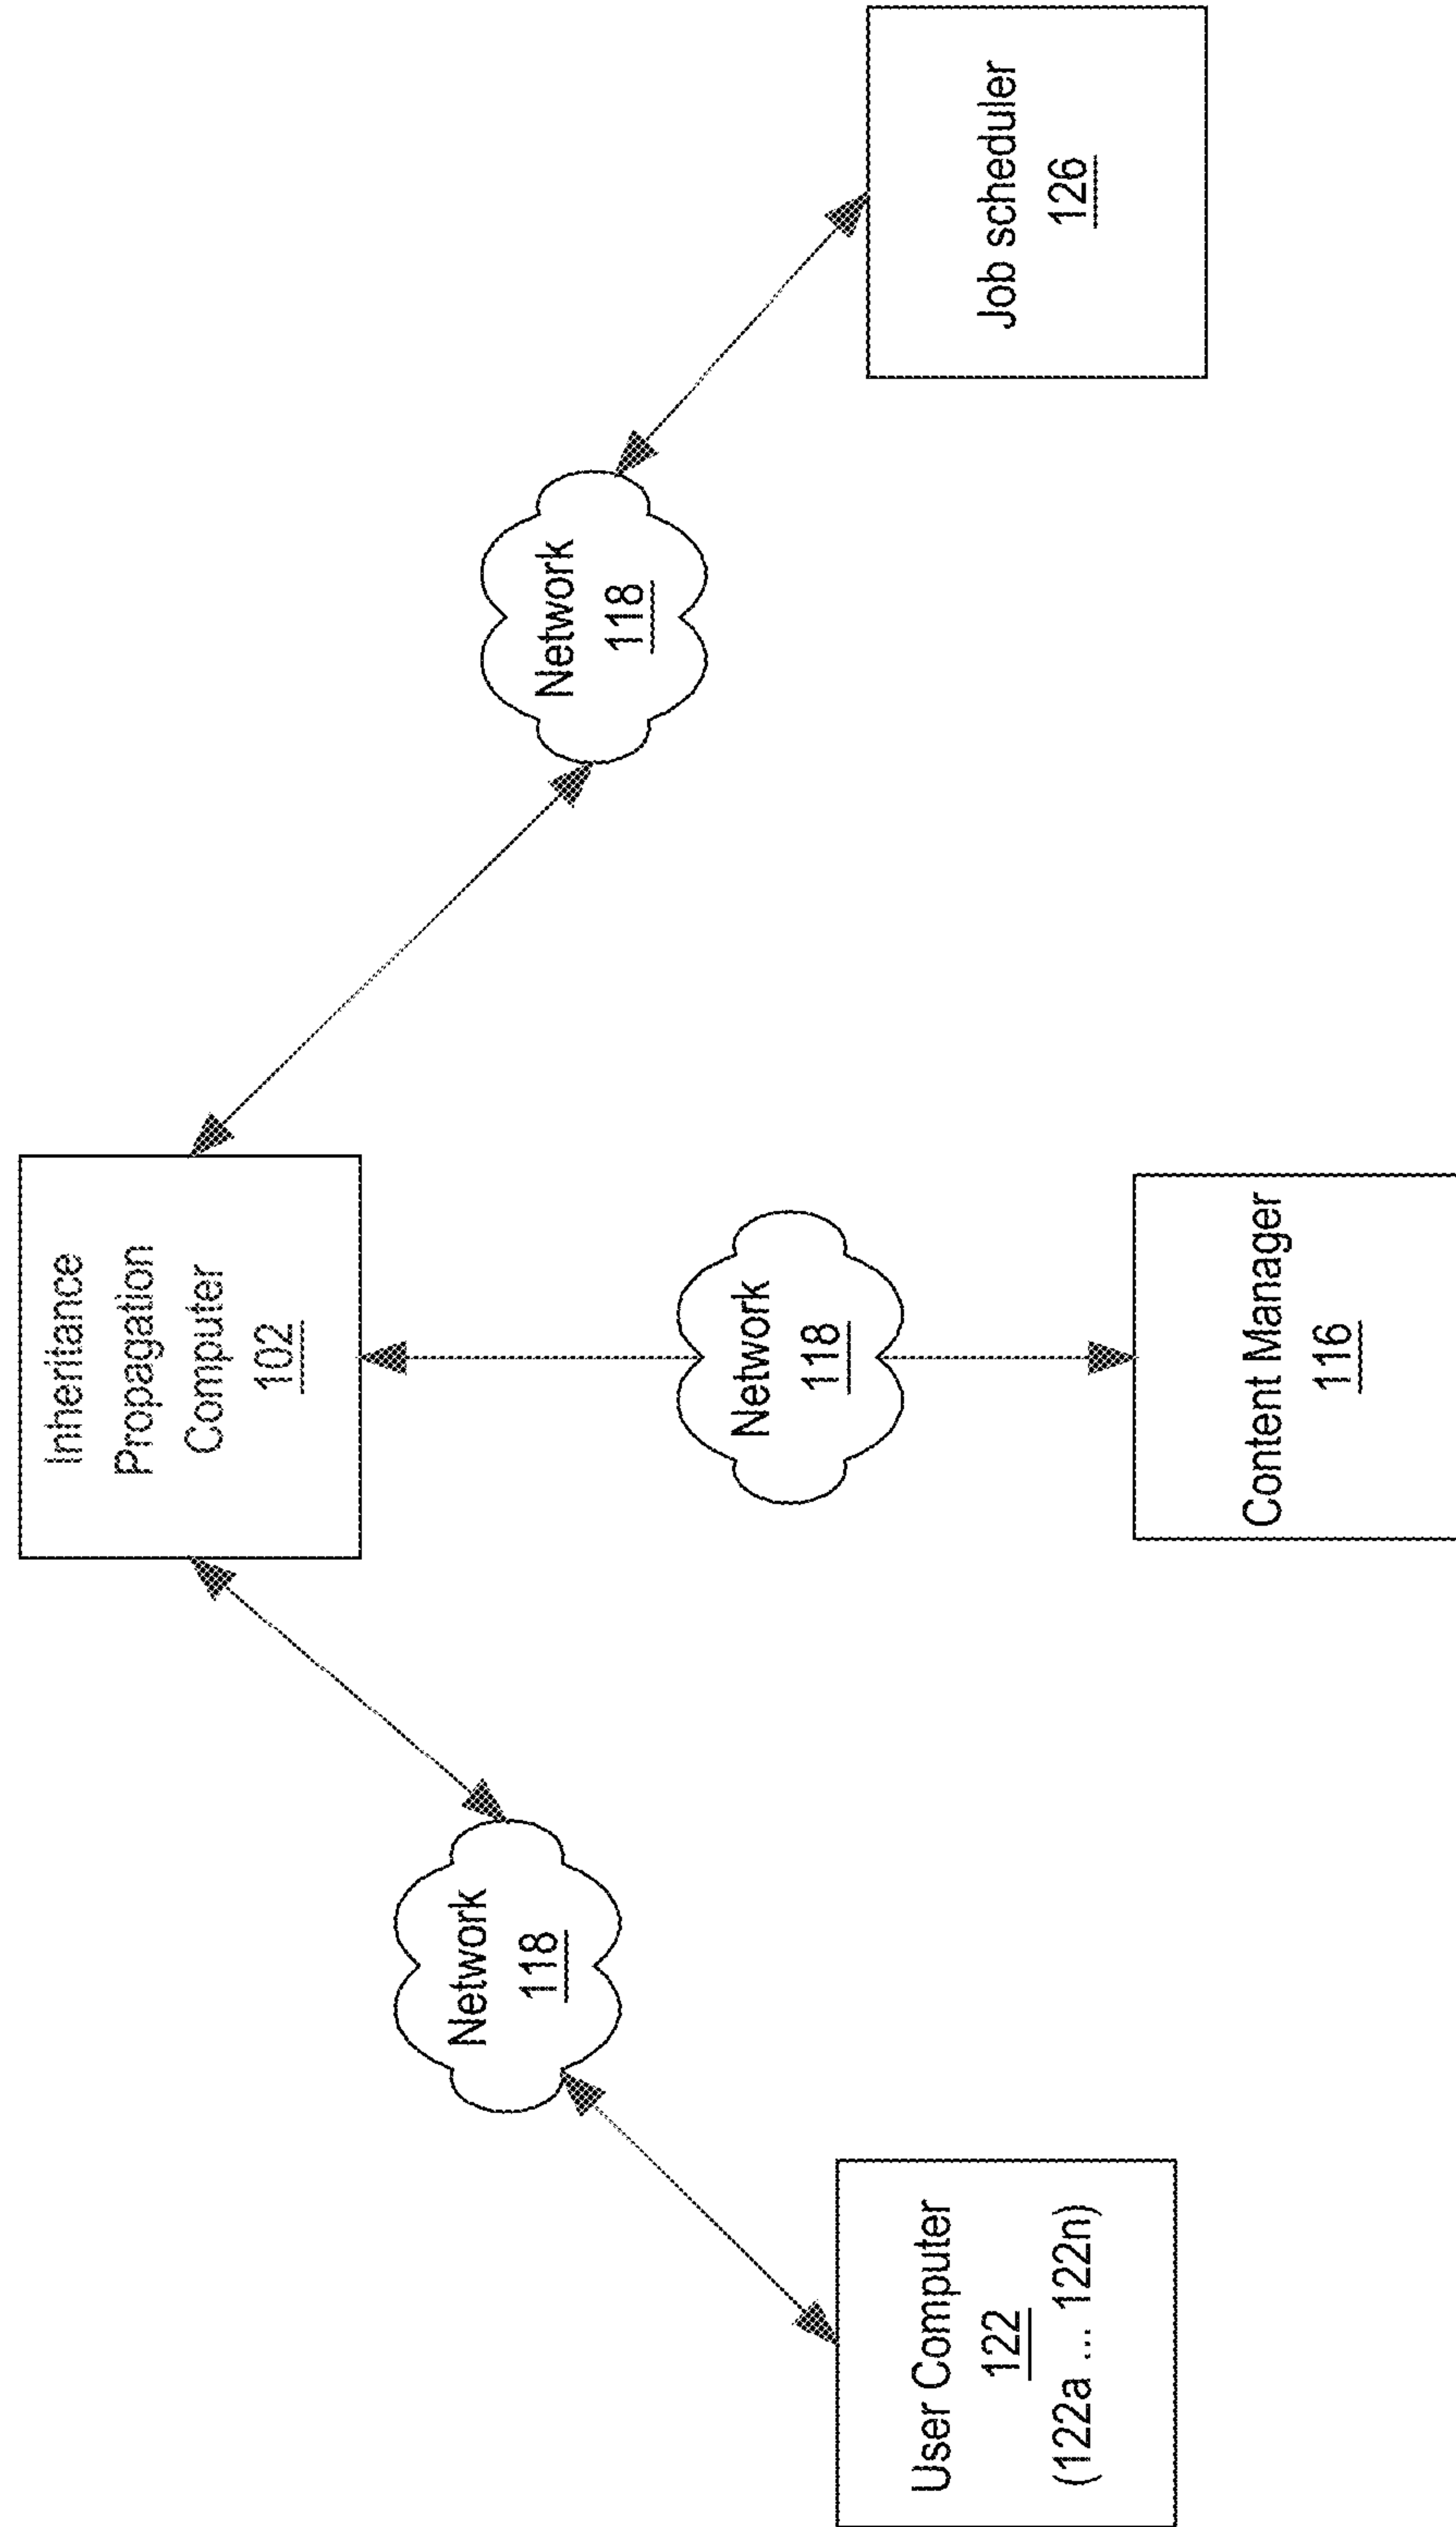 Inheritance
Propagation
Computer
102
Network
118
Network
118
Network
118
User Computer
122
(122a ... 122n)
Content Manager
116
Job scheduler
126